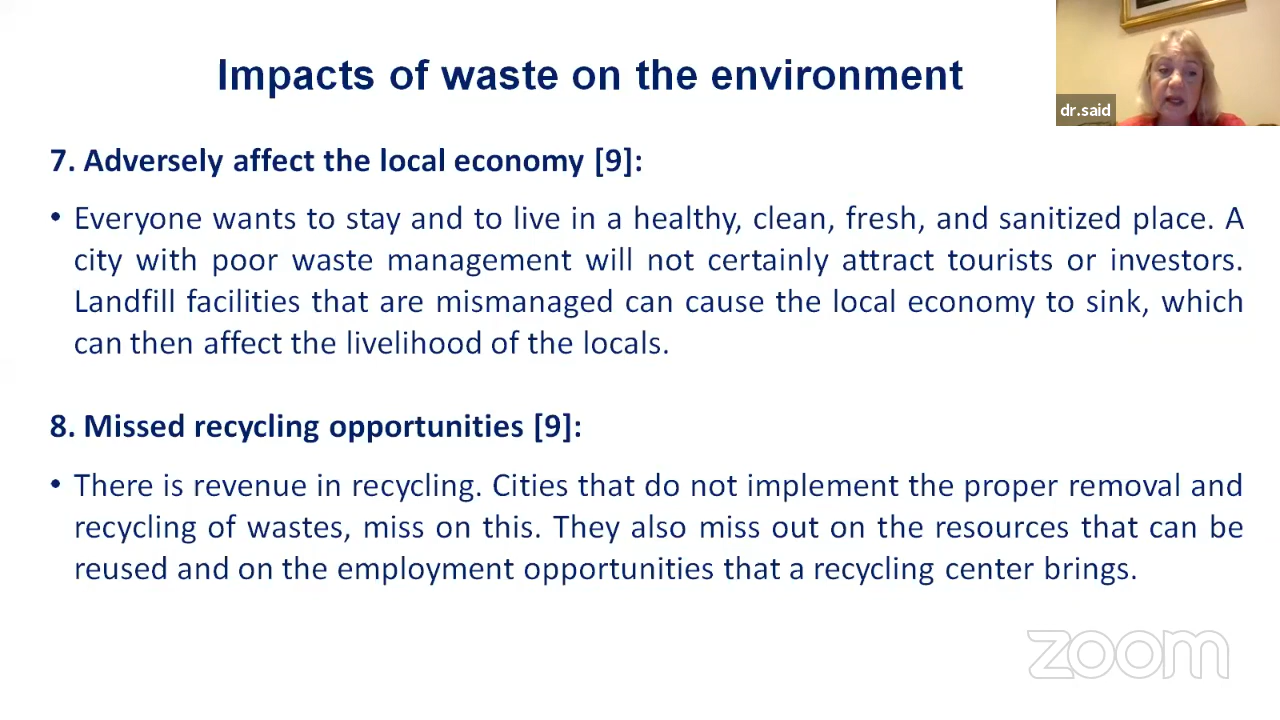 Impacts of waste on the environment
dr.said
7. Adversely affect the local economy [9]:
• Everyone wants to stay and to live in a healthy, clean, fresh, and sanitized place. A
city with poor waste management will not certainly attract tourists or investors.
Landfill facilities that are mismanaged can cause the local economy to sink, which
can then affect the livelihood of the locals.
8. Missed recycling opportunities [9]:
• There is revenue in recycling. Cities that do not implement the proper removal and
recycling of wastes, miss on this. They also miss out on the resources that can be
reused and on the employment opportunities that a recycling center brings.
zoom